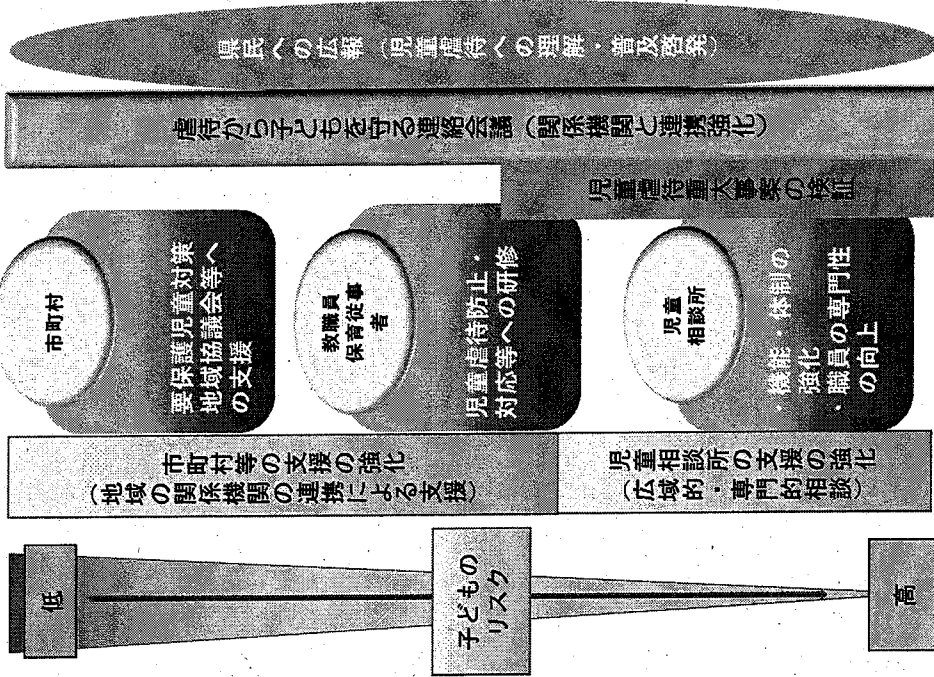 県民への広報（児童虐待への理解・普及啓発）
虐待から子どもを守る連絡会議（関係機関と連携強化）
児童虐待重大事案の検証
市町村
要保護児童対策
地域協議会等へ
の支援
教職員
保育従事
者
児童虐待防止・
対応等への研修
児童
相談所
・機能・体制の
強化
・職員の専門性
の向上
市町村等の支援の強化
（地域の関係機関の連携による支援）
児童相談所の支援の強化
（広域的・専門的相談）
低
子どもの
リスク
高